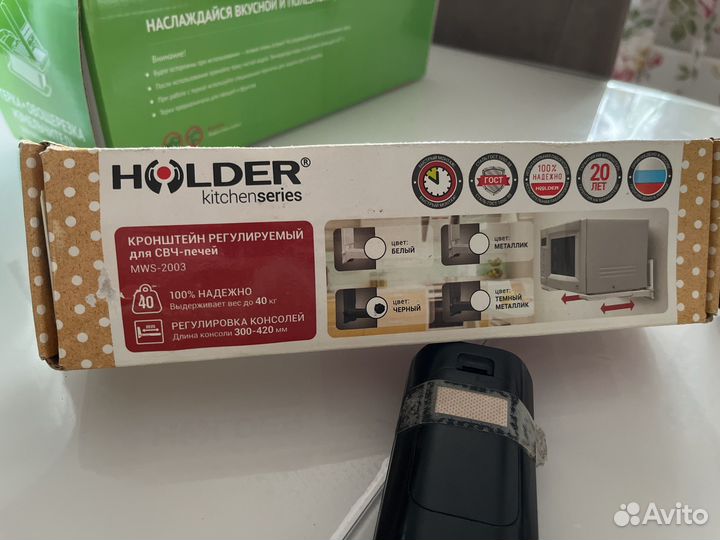 НАСЛАЖДАЙСЯ ВКУСНОЙ И
Внимание!
HOLDER®
kitchenseries
КРОНШТЕЙН РЕГУЛИРУЕМЫЙ
для СВЧ-печей
MWS-2003
40
100% НАДЕЖНО
Выдерживает вес до 40 кг
РЕГУЛИРОВКА КОНСОЛЕЙ
Длина консоли 300-420 мм
цвет:
БЕЛЫЙ
цвет:
МЕТАЛЛИК
цвет:
ЧЕРНЫЙ
цвет:
ТЕМНЫЙ
МЕТАЛЛИК
БЫСТРЫЙ МОНТАЖ
ГОСТ
100%
НАДЕЖНО
HOLDER
20
ЛЕТ
Avito